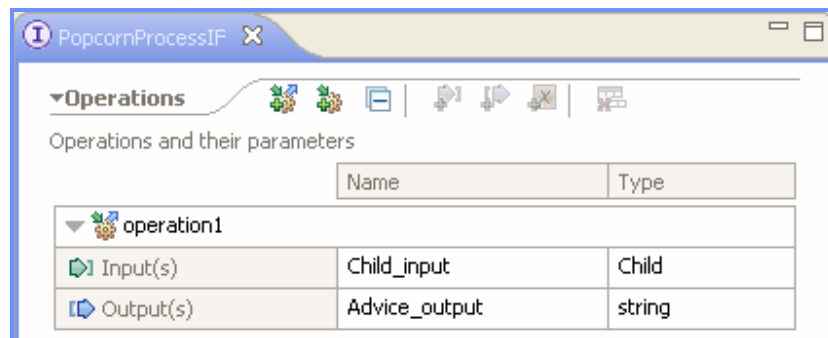 PopcornProcessIF
Operations
Operations and their parameters
Name Type
operation1
Input(s) Child_input Child
Output(s) Advice_output string